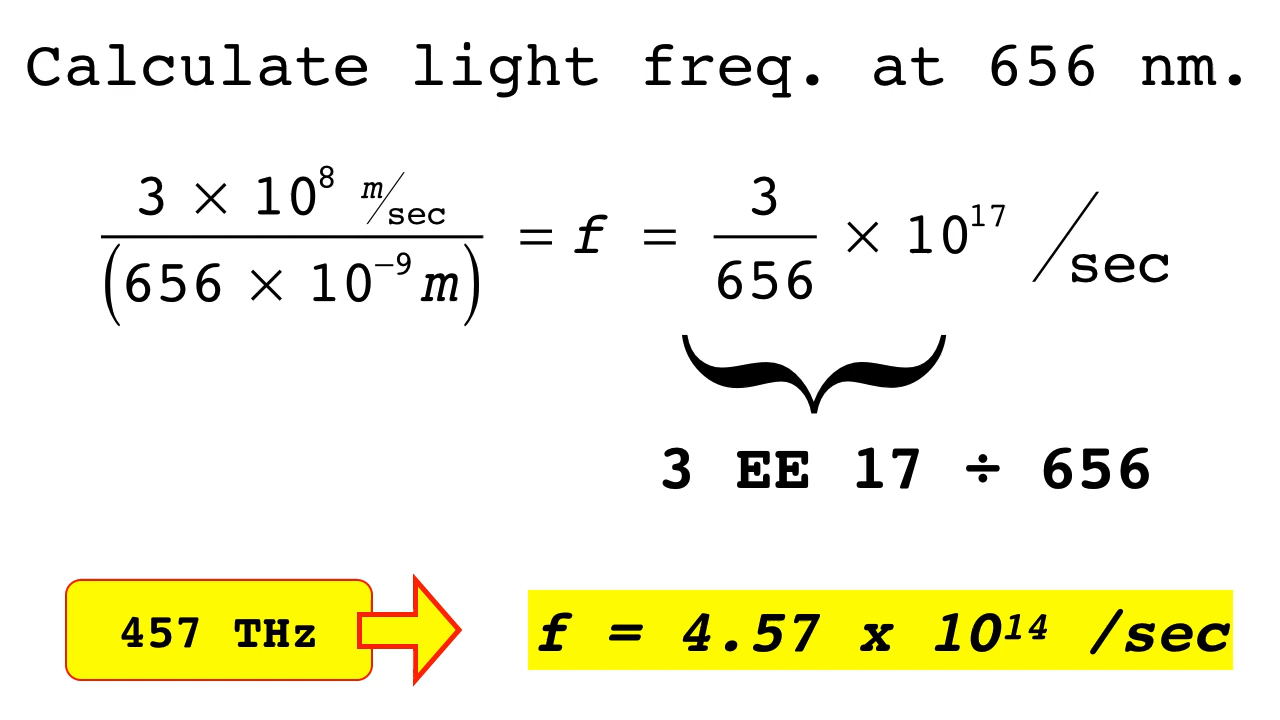 Calculate light freq. at 656 nm.
3 × 10⁸ m/sec
(656 × 10⁻⁹ m)
= f =
3
656
× 10¹⁷ /sec
3 EE 17 ÷ 656
457 THz
f = 4.57 x 10¹⁴ /sec